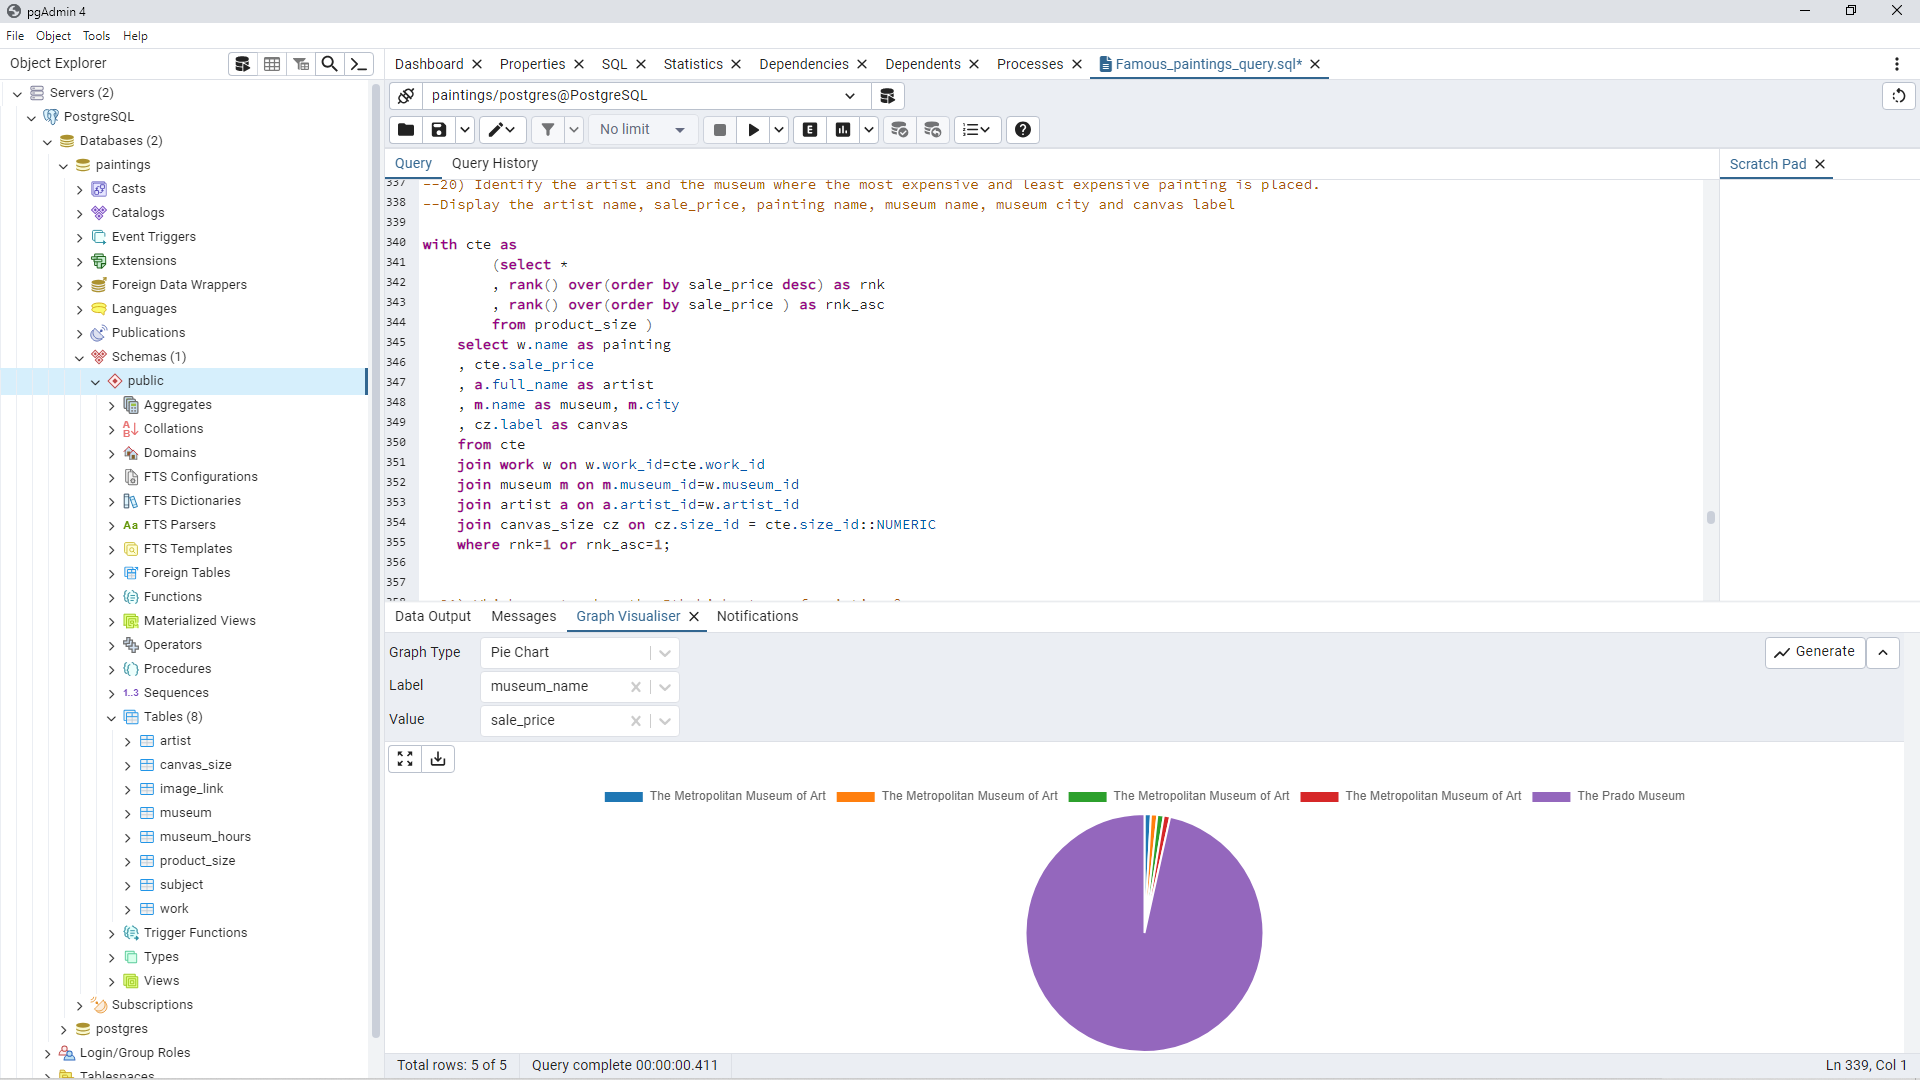 pgAdmin 4
File Object Tools Help
Object Explorer
Servers (2)
PostgreSQL
Databases (2)
paintings
Casts
Catalogs
Event Triggers
Extensions
Foreign Data Wrappers
Languages
Publications
Schemas (1)
public
Aggregates
Collations
Domains
FTS Configurations
FTS Dictionaries
FTS Parsers
FTS Templates
Foreign Tables
Functions
Materialized Views
Operators
Procedures
1..3 Sequences
Tables (8)
artist
canvas_size
image_link
museum
museum_hours
product_size
subject
work
Trigger Functions
Types
Views
Subscriptions
postgres
Login/Group Roles
Tablespaces
Dashboard Properties SQL Statistics Dependencies Dependents Processes Famous_paintings_query.sql*
paintings/postgres@PostgreSQL
No limit
Query Query History
Scratch Pad
337 --20) Identify the artist and the museum where the most expensive and least expensive painting is placed.
338 --Display the artist name, sale_price, painting name, museum name, museum city and canvas label
339
340 with cte as
341 (select *
342 , rank() over(order by sale_price desc) as rnk
343 , rank() over(order by sale_price ) as rnk_asc
344 from product_size )
345 select w.name as painting
346 , cte.sale_price
347 , a.full_name as artist
348 , m.name as museum, m.city
349 , cz.label as canvas
350 from cte
351 join work w on w.work_id=cte.work_id
352 join museum m on m.museum_id=w.museum_id
353 join artist a on a.artist_id=w.artist_id
354 join canvas_size cz on cz.size_id = cte.size_id::NUMERIC
355 where rnk=1 or rnk_asc=1;
356
357
Data Output Messages Graph Visualiser Notifications
Graph Type Pie Chart
Generate
Label museum_name
Value sale_price
The Metropolitan Museum of Art The Metropolitan Museum of Art The Metropolitan Museum of Art The Metropolitan Museum of Art The Prado Museum
Total rows: 5 of 5 Query complete 00:00:00.411 Ln 339, Col 1